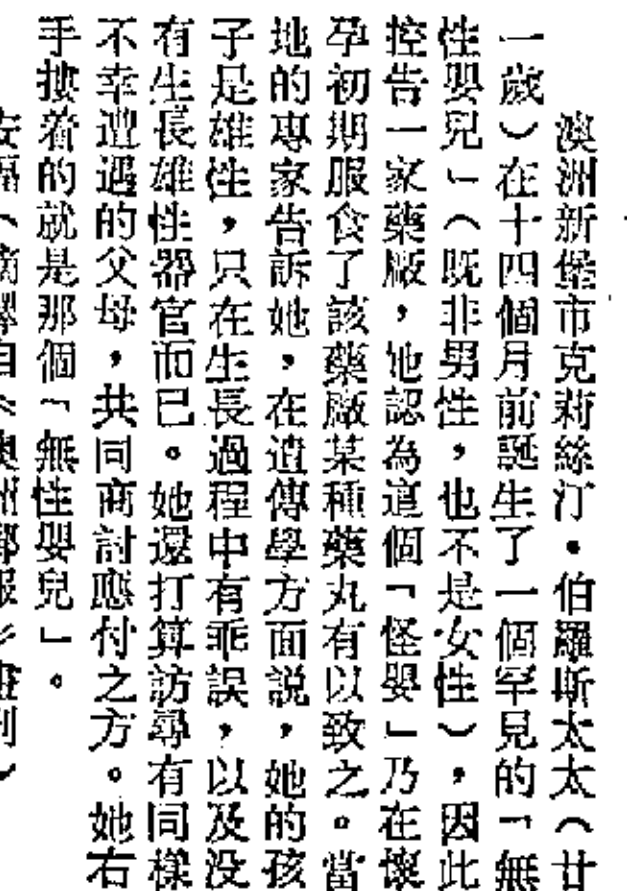 澳洲新堡市克莉絲汀•伯羅斯太太（廿
一歲）在十四個月前誕生了一個罕見的「無
性嬰兒」（既非男性，也不是女性），因此
控告一家藥廠，她認為這個「怪嬰」乃在懷
孕初期服食了該藥廠某種藥丸有以致之。當
地的專家告訴她，在遺傳學方面説，她的孩
子是雄性，只在生長過程中有乖誤，以及没
有生長雄性器官而已。她還打算訪尋有同樣
不幸遭遇的父母，共同商討應付之方。她右
手摟着的就是那個「無性嬰兒」。